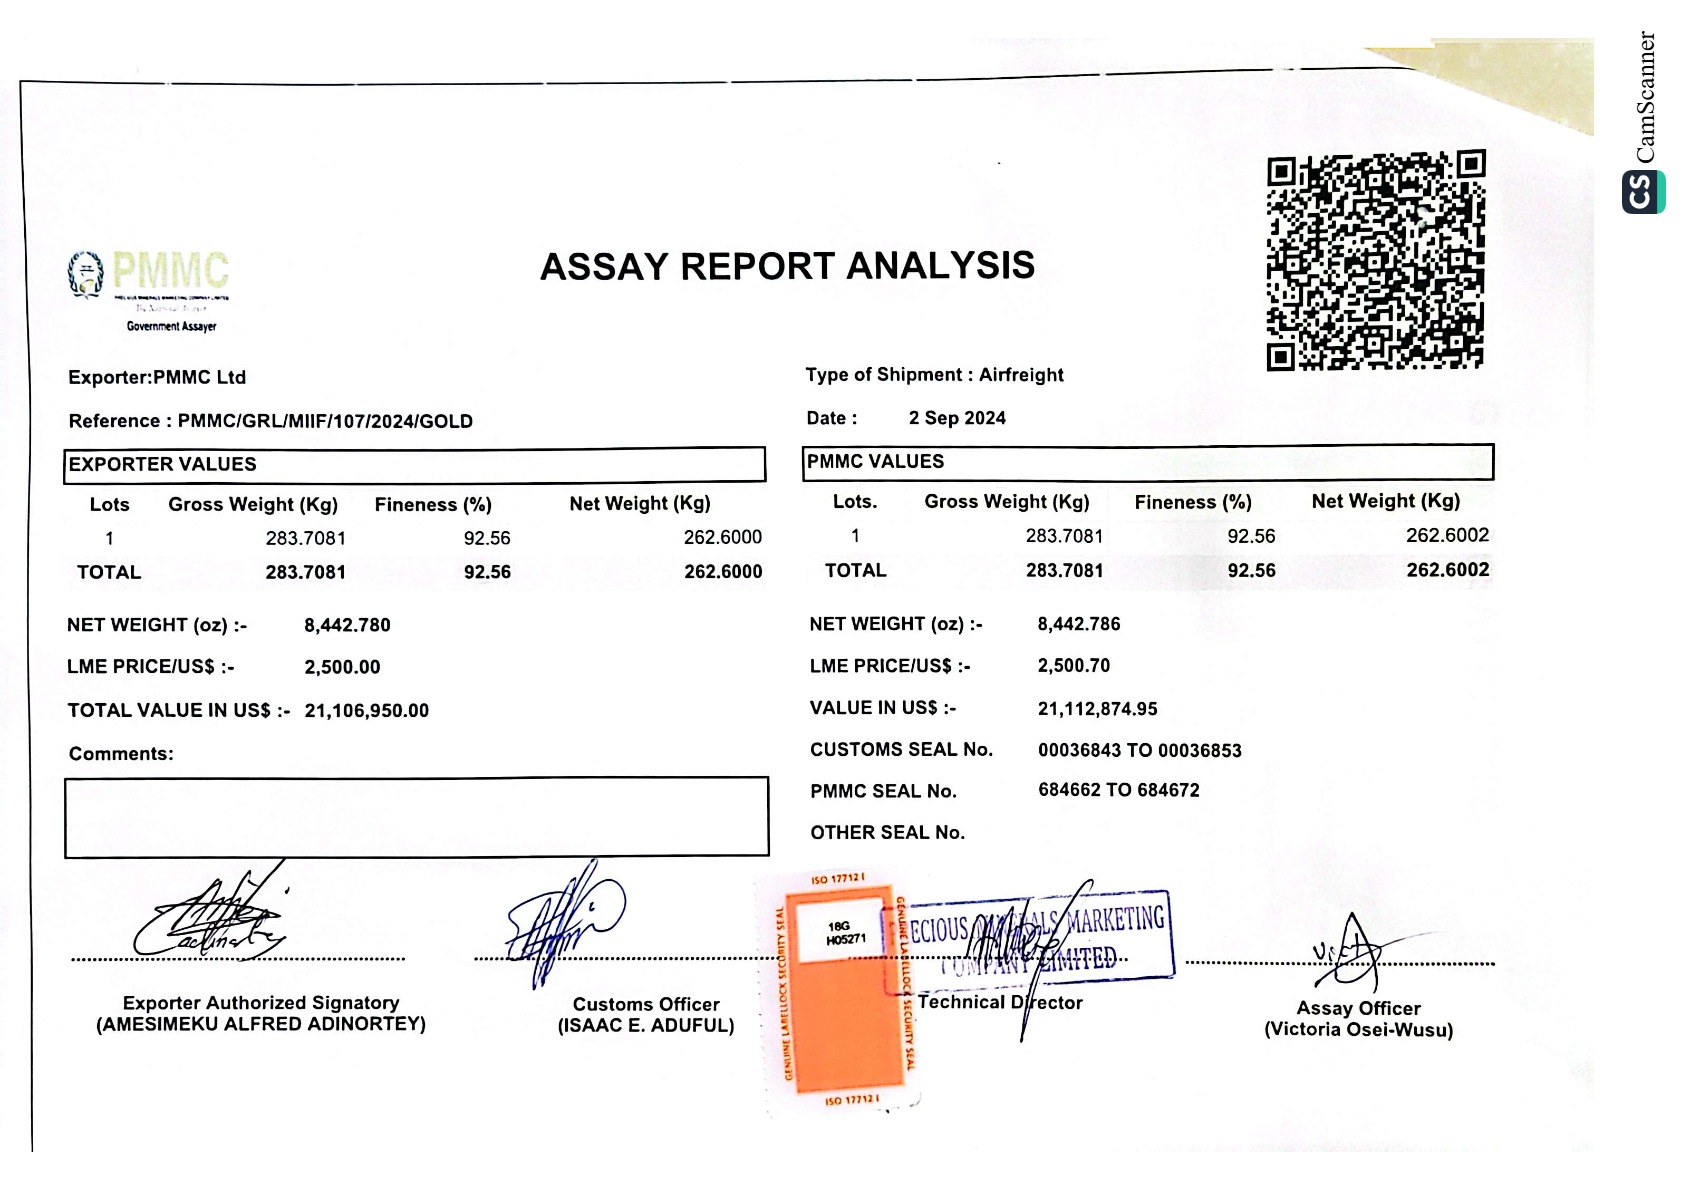 CamScanner
CS
PMMC
PRECIOUS MINERALS MARKETING COMPANY LIMITED
Government Assayer
ASSAY REPORT ANALYSIS
Exporter:PMMC Ltd
Type of Shipment : Airfreight
Reference : PMMC/GRL/MIIF/107/2024/GOLD
Date : 2 Sep 2024
EXPORTER VALUES
Lots Gross Weight (Kg) Fineness (%) Net Weight (Kg)
1 283.7081 92.56 262.6000
TOTAL 283.7081 92.56 262.6000
NET WEIGHT (oz) :- 8,442.780
LME PRICE/US$ :- 2,500.00
TOTAL VALUE IN US$ :- 21,106,950.00
Comments:
PMMC VALUES
Lots. Gross Weight (Kg) Fineness (%) Net Weight (Kg)
1 283.7081 92.56 262.6002
TOTAL 283.7081 92.56 262.6002
NET WEIGHT (oz) :- 8,442.786
LME PRICE/US$ :- 2,500.70
VALUE IN US$ :- 21,112,874.95
CUSTOMS SEAL No. 00036843 TO 00036853
PMMC SEAL No. 684662 TO 684672
OTHER SEAL No.
ISO 17712 I
GENUINE LABELLOCK SECURITY SEAL
18G
H05271
GENUINE LABELLOCK SECURITY SEAL
ISO 17712 I
ECIOUS MINERALS MARKETING
COMPANY LIMITED
Exporter Authorized Signatory
(AMESIMEKU ALFRED ADINORTEY)
Customs Officer
(ISAAC E. ADUFUL)
Technical Director
Assay Officer
(Victoria Osei-Wusu)